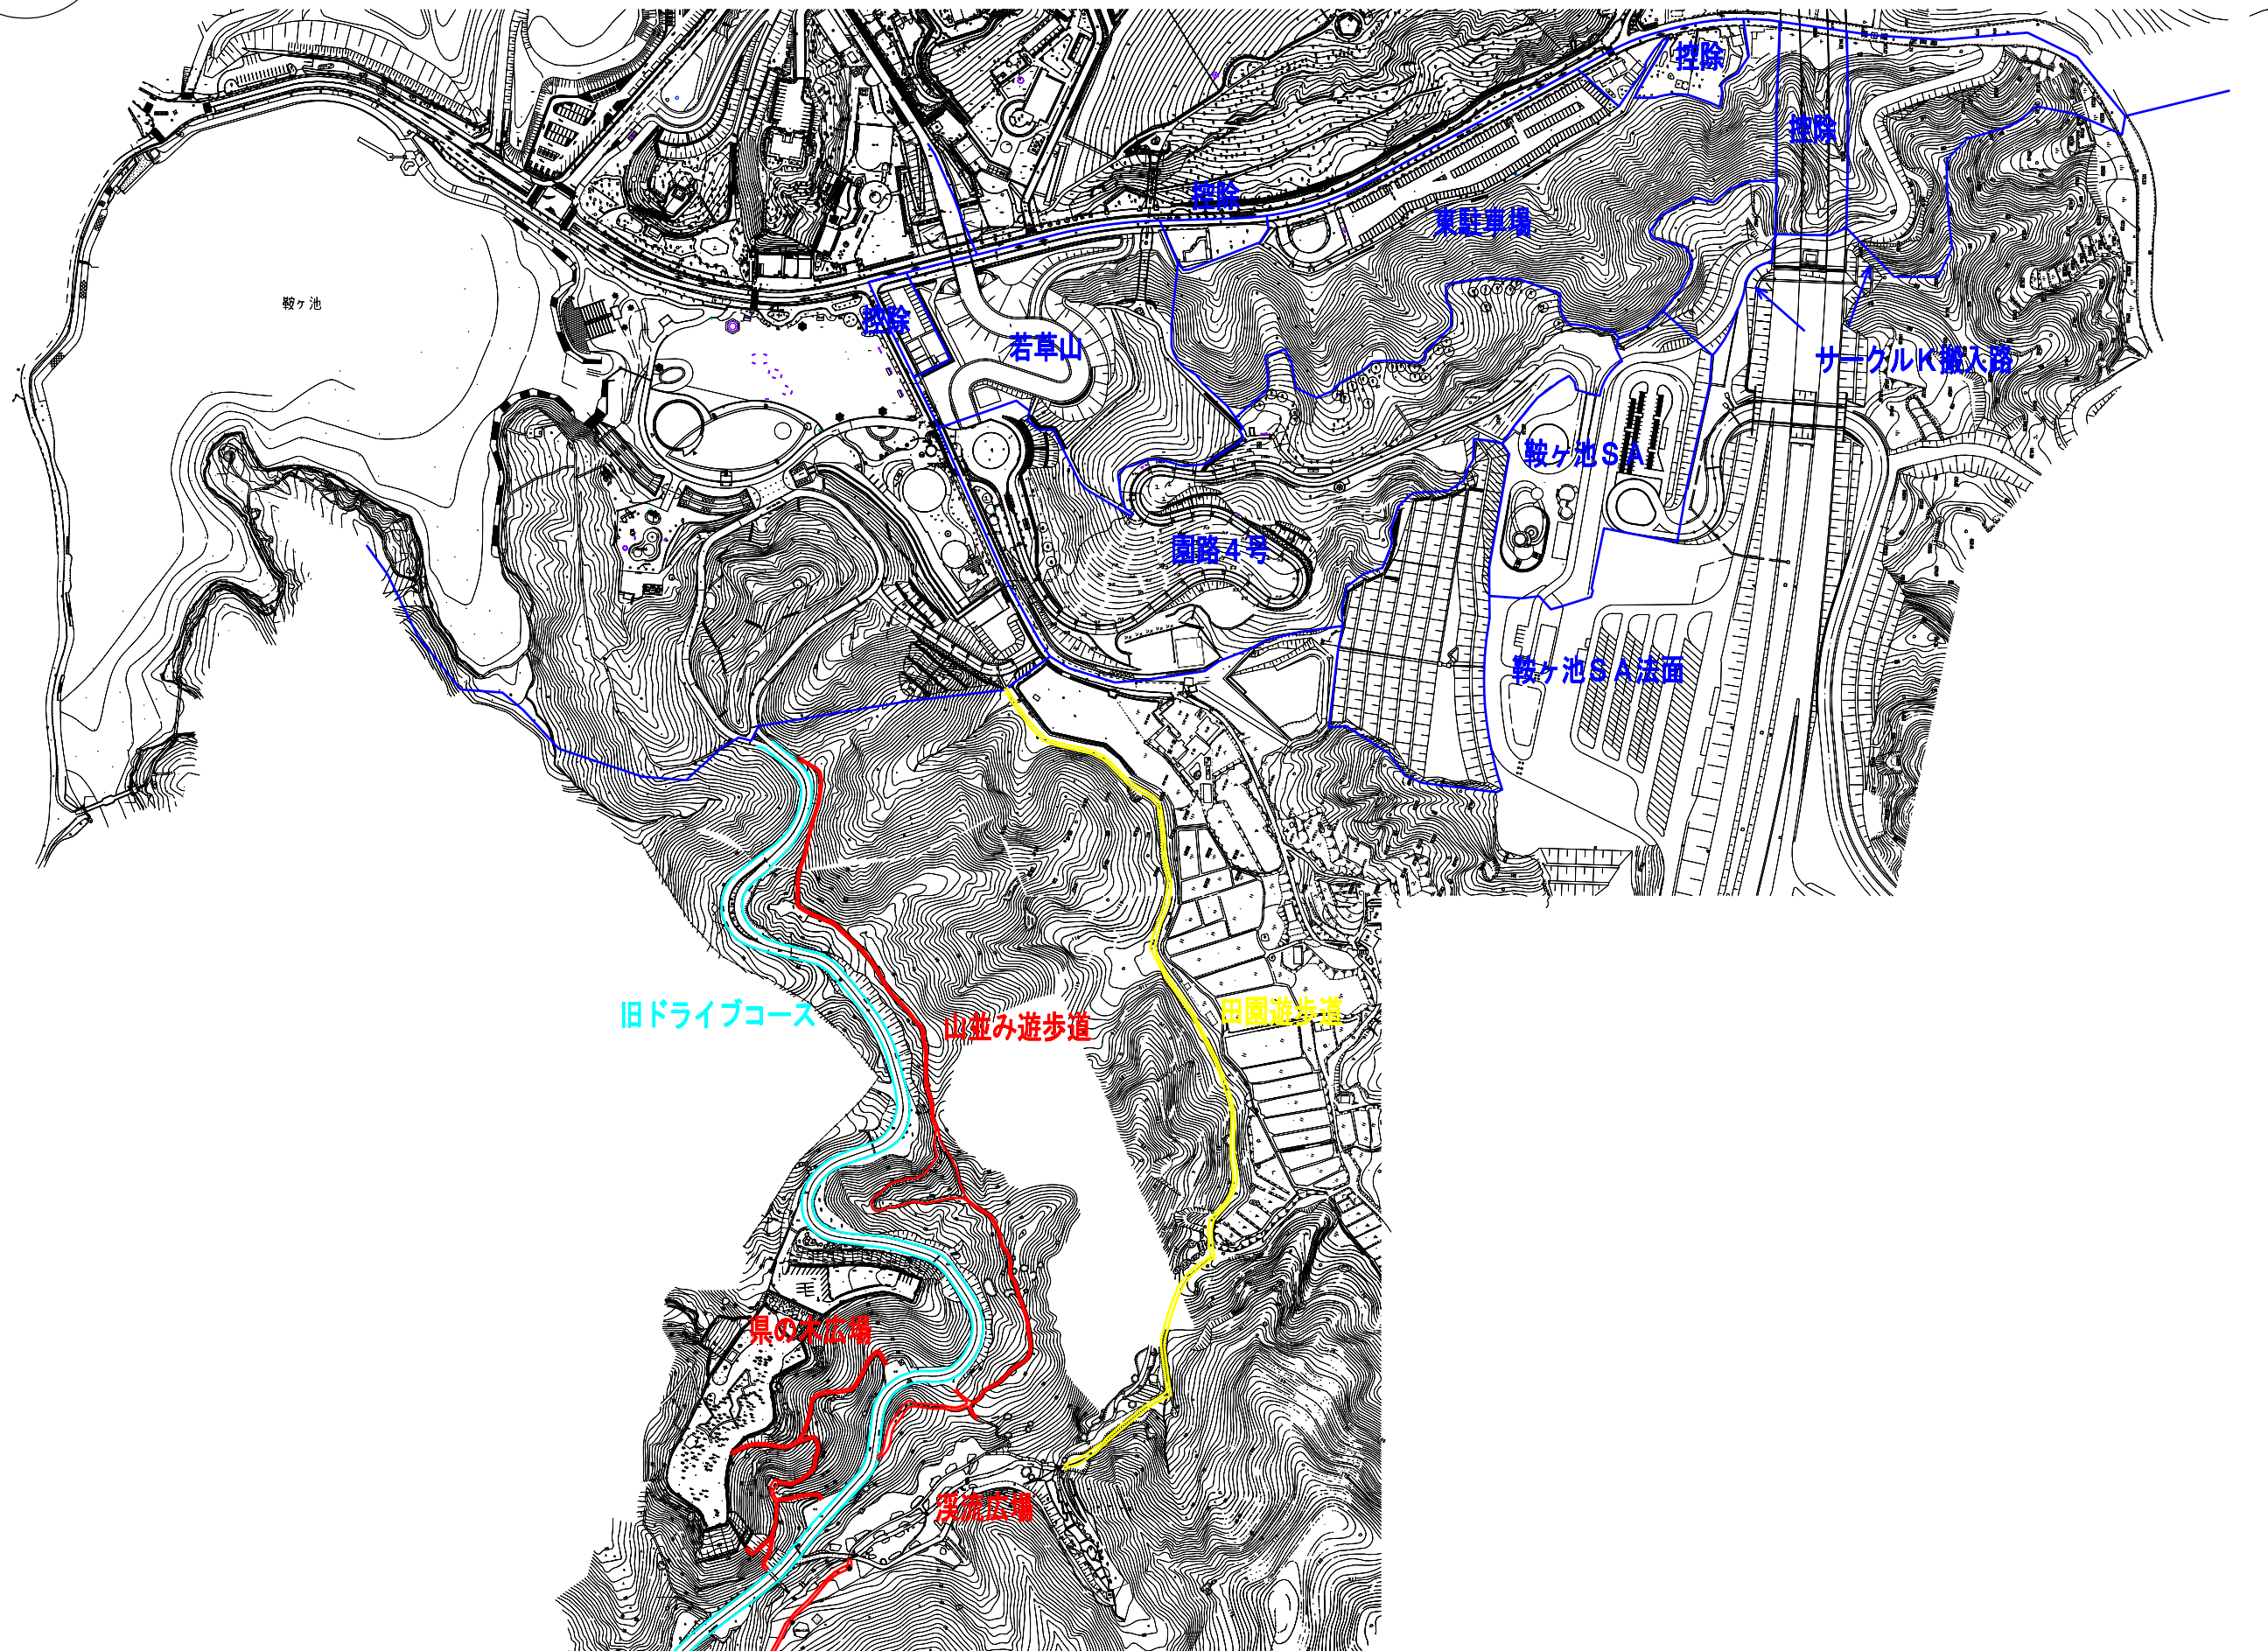 控除
控除
控除
東駐車場
鞍ヶ池
控除
若草山
サークルK搬入路
鞍ヶ池SA
園路4号
鞍ヶ池SA法面
旧ドライブコース
山並み遊歩道
田園遊歩道
県の木広場
渓流広場